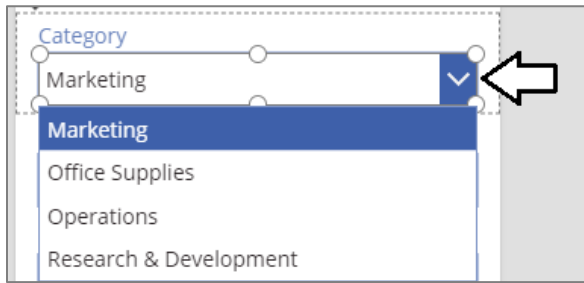 Category
Marketing
Marketing
Office Supplies
Operations
Research & Development